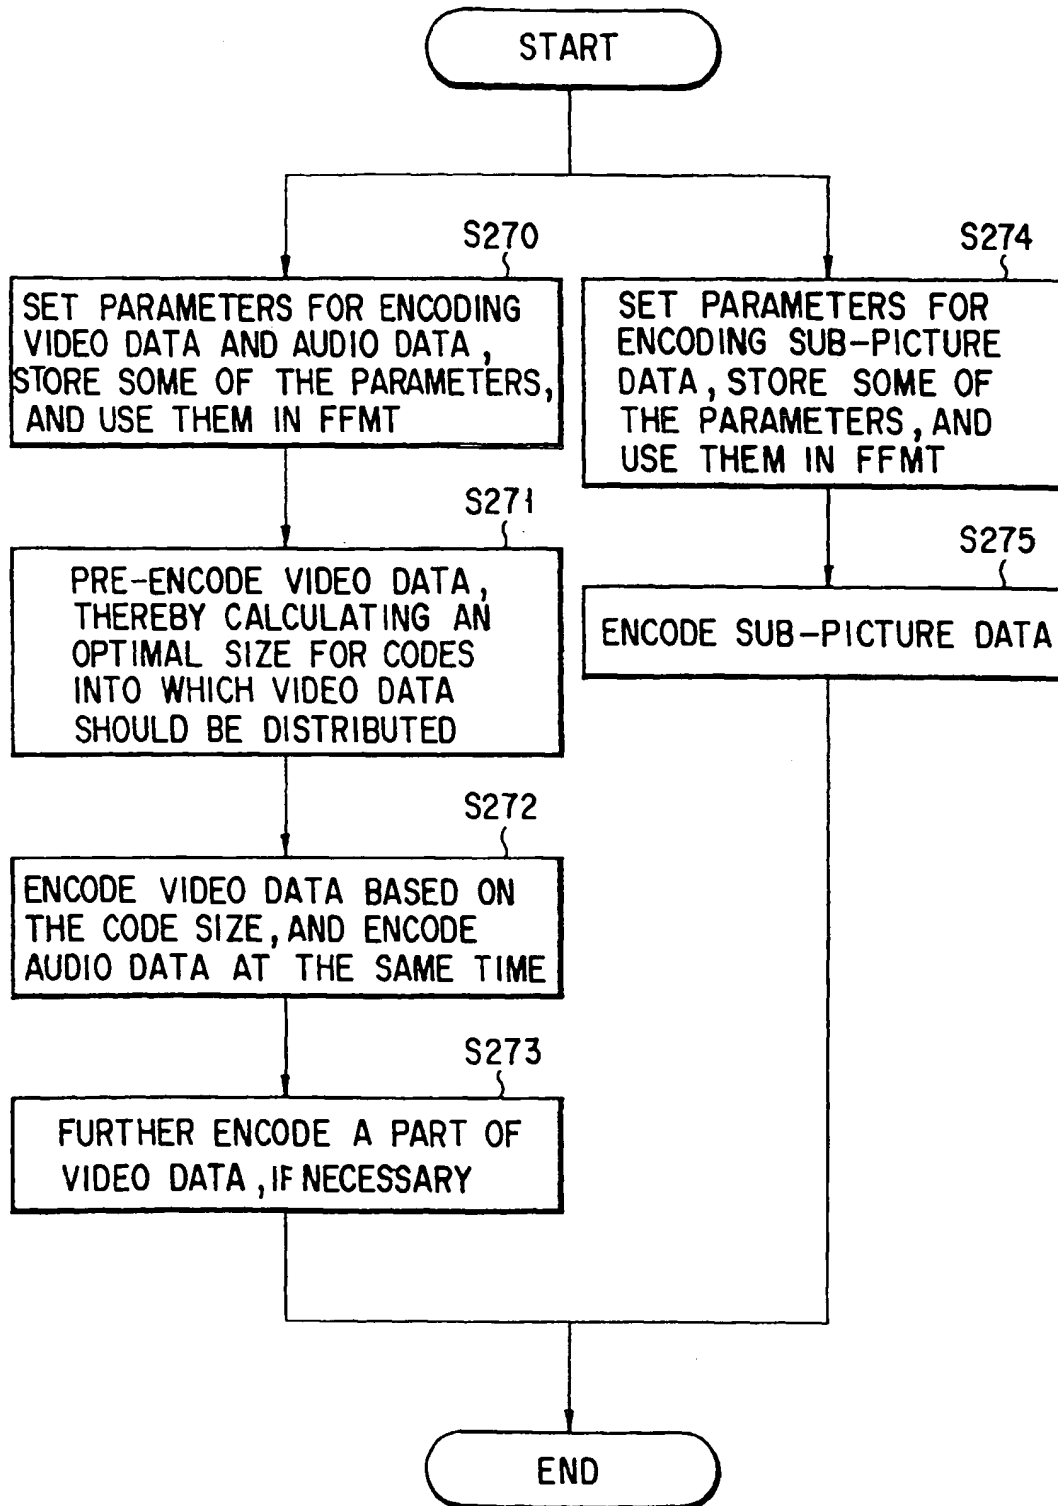 START
S270
SET PARAMETERS FOR ENCODING
VIDEO DATA AND AUDIO DATA,
STORE SOME OF THE PARAMETERS,
AND USE THEM IN FFMT
S271
PRE-ENCODE VIDEO DATA,
THEREBY CALCULATING AN
OPTIMAL SIZE FOR CODES
INTO WHICH VIDEO DATA
SHOULD BE DISTRIBUTED
S272
ENCODE VIDEO DATA BASED ON
THE CODE SIZE, AND ENCODE
AUDIO DATA AT THE SAME TIME
S273
FURTHER ENCODE A PART OF
VIDEO DATA, IF NECESSARY
S274
SET PARAMETERS FOR
ENCODING SUB-PICTURE
DATA, STORE SOME OF
THE PARAMETERS, AND
USE THEM IN FFMT
S275
ENCODE SUB-PICTURE DATA
END